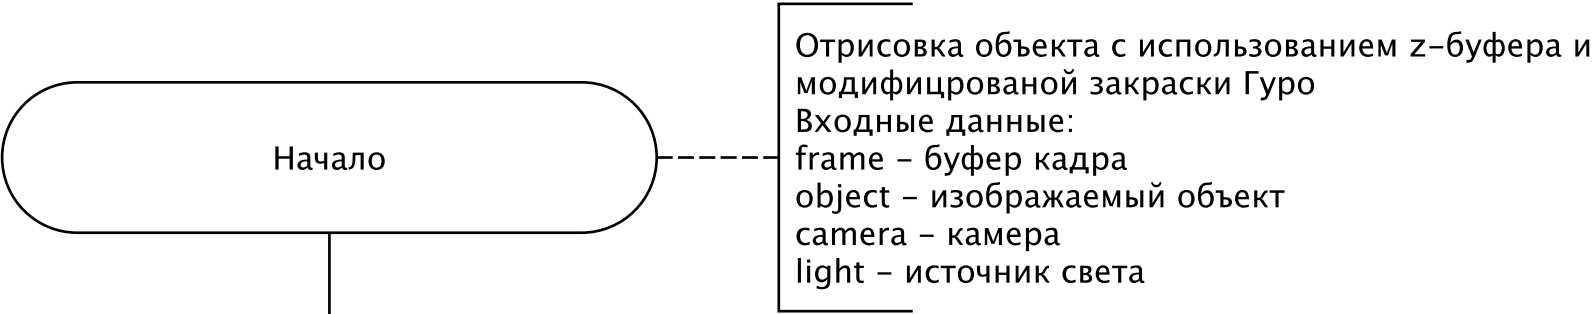 Начало
Отрисовка объекта с использованием z-буфера и
модифицрованой закраски Гуро
Входные данные:
frame – буфер кадра
object – изображаемый объект
camera – камера
light – источник света